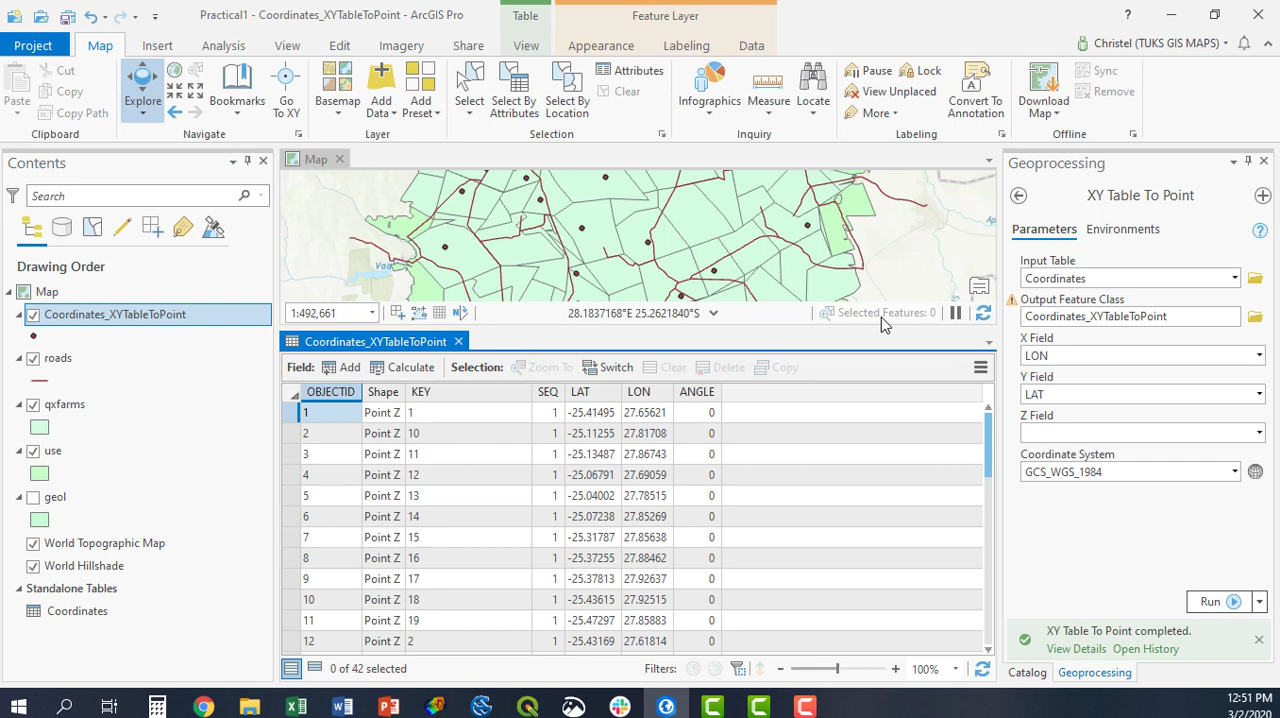 Practical1 - Coordinates_XYTableToPoint - ArcGIS Pro
Table
Feature Layer
?
Project
Map
Insert
Analysis
View
Edit
Imagery
Share
View
Appearance
Labeling
Data
Christel (TUKS GIS MAPS)
Paste
Cut
Copy
Copy Path
Clipboard
Explore
Bookmarks
Go
To XY
Navigate
Basemap
Add
Data
Add
Preset
Layer
Select
Select By
Attributes
Select By
Location
Attributes
Clear
Selection
Infographics
Measure
Locate
Inquiry
Pause
Lock
View Unplaced
More
Convert To
Annotation
Labeling
Download
Map
Sync
Remove
Offline
Contents
Search
Drawing Order
Map
Coordinates_XYTableToPoint
roads
qxfarms
use
geol
World Topographic Map
World Hillshade
Standalone Tables
Coordinates
Map
Vaa
1:492,661
28.1837168°E 25.2621840°S
Selected Features: 0
Coordinates_XYTableToPoint
Field: Add Calculate Selection: Zoom To Switch Clear Delete Copy
OBJECTID Shape KEY SEQ LAT LON ANGLE
1 Point Z 1 1 -25.41495 27.65621 0
2 Point Z 10 1 -25.11255 27.81708 0
3 Point Z 11 1 -25.13487 27.86743 0
4 Point Z 12 1 -25.06791 27.69059 0
5 Point Z 13 1 -25.04002 27.78515 0
6 Point Z 14 1 -25.07238 27.85269 0
7 Point Z 15 1 -25.31787 27.85638 0
8 Point Z 16 1 -25.37255 27.88462 0
9 Point Z 17 1 -25.37813 27.92637 0
10 Point Z 18 1 -25.43615 27.92515 0
11 Point Z 19 1 -25.47297 27.85883 0
12 Point Z 2 1 -25.43169 27.61814 0
0 of 42 selected
Filters:
100%
Geoprocessing
XY Table To Point
Parameters Environments
?
Input Table
Coordinates
Output Feature Class
Coordinates_XYTableToPoint
X Field
LON
Y Field
LAT
Z Field
Coordinate System
GCS_WGS_1984
Run
XY Table To Point completed.
View Details Open History
Catalog Geoprocessing
12:51 PM
3/2/2020